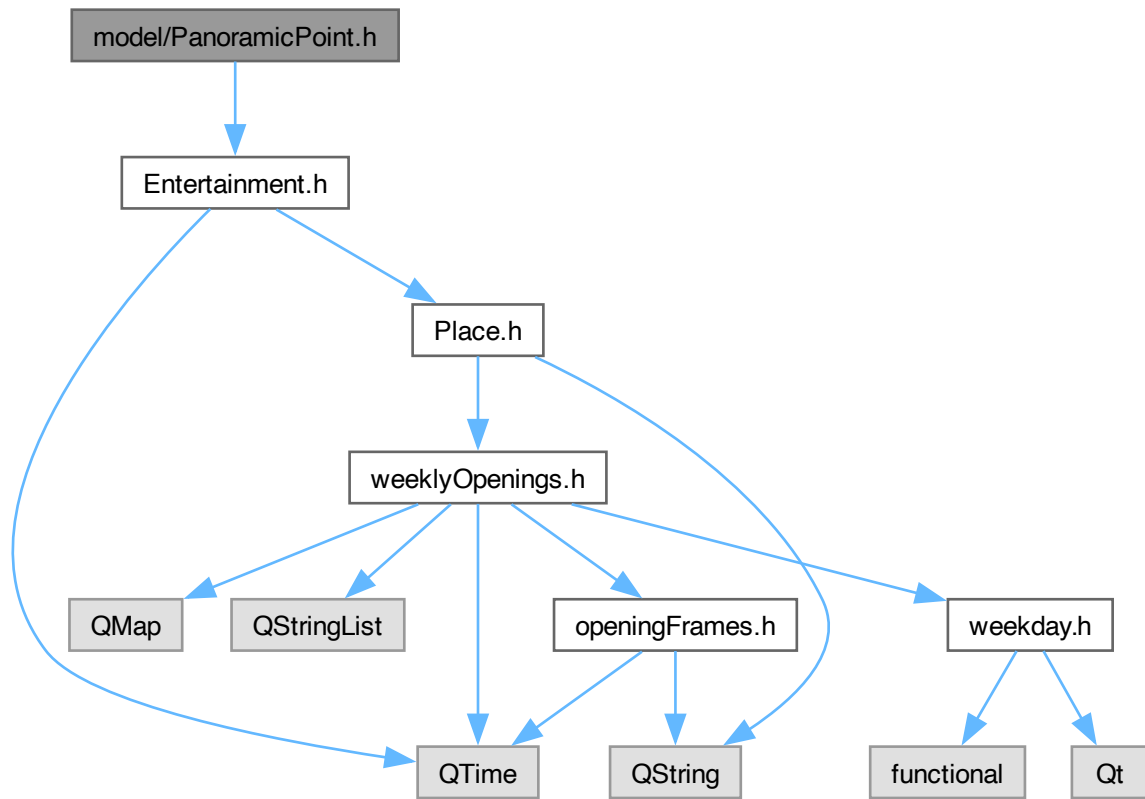 model/PanoramicPoint.h
Entertainment.h
Place.h
weeklyOpenings.h
QMap
QStringList
openingFrames.h
weekday.h
QTime
QString
functional
Qt